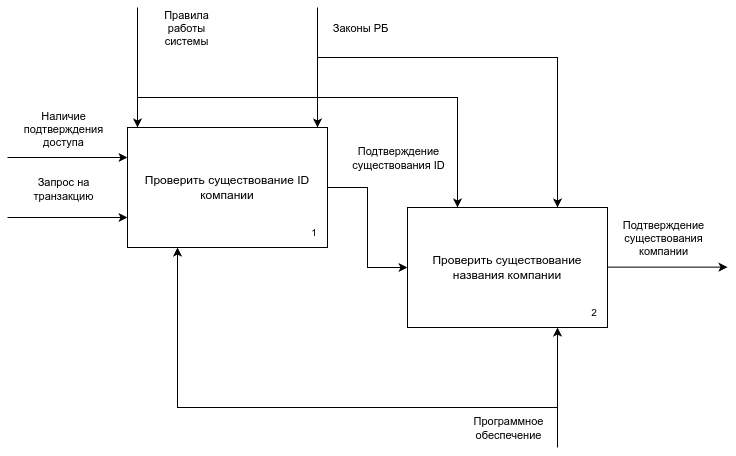 Правила
работы
системы
Законы РБ
Наличие
подтверждения
доступа
Запрос на
транзакцию
Проверить существование ID
компании
1
Подтверждение
существования ID
Проверить существование
названия компании
2
Подтверждение
существования
компании
Программное
обеспечение